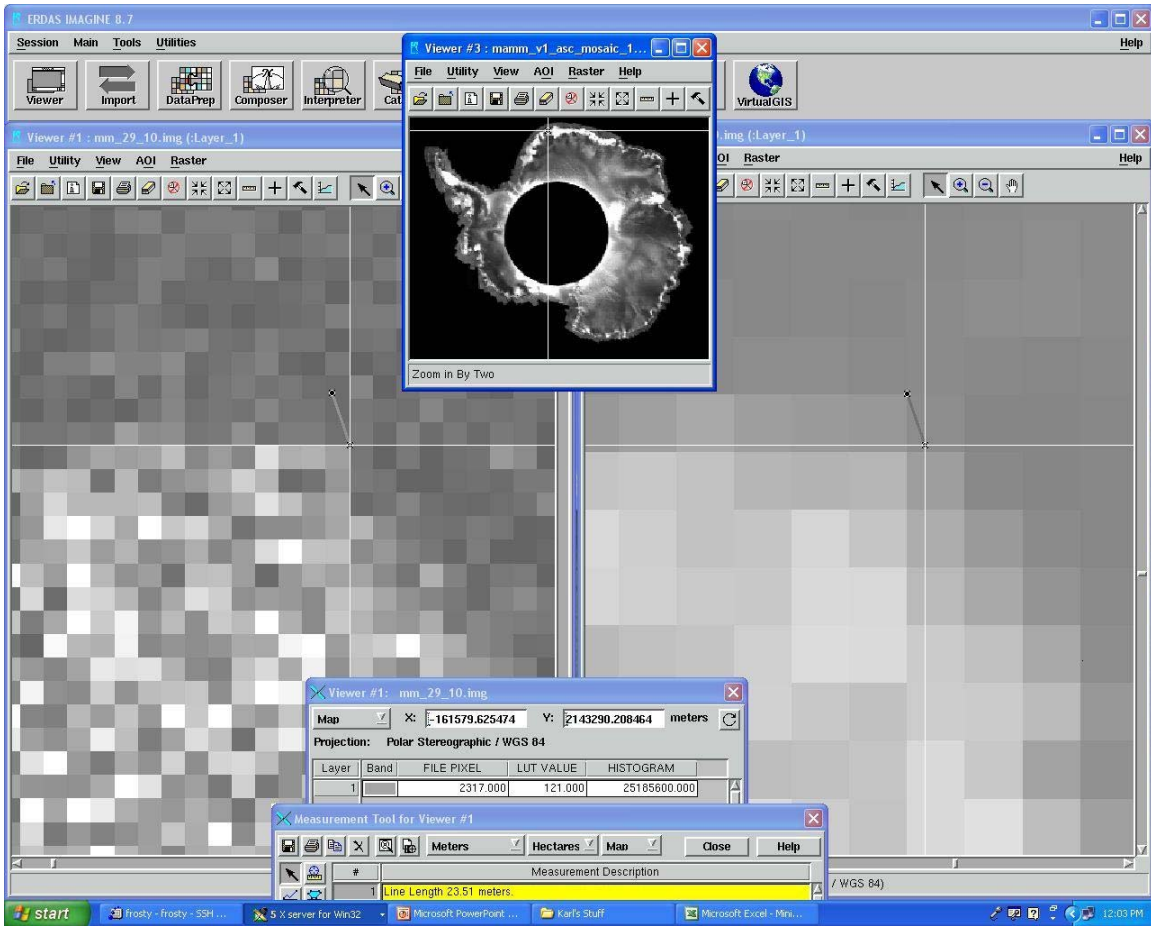 ERDAS IMAGINE 8.7
Session Main Tools Utilities Help
Viewer Import DataPrep Composer Interpreter VirtualGIS
Viewer #3 : mamm_v1_asc_mosaic_1...
File Utility View AOI Raster Help
Zoom in By Two
Viewer #1 : mm_29_10.img (:Layer_1)
File Utility View AOI Raster
.img (:Layer_1)
OI Raster Help
Viewer #1: mm_29_10.img
Map X: -161579.625474 Y: 2143290.208464 meters
Projection: Polar Stereographic / WGS 84
Layer Band FILE PIXEL LUT VALUE HISTOGRAM
1 2317.000 121.000 25185600.000
Measurement Tool for Viewer #1
Meters Hectares Map Close Help
# Measurement Description
1 Line Length 23.51 meters.
/ WGS 84)
start frosty - frosty - SSH ... 5 X server for Win32 Microsoft PowerPoint ... Karl's Stuff Microsoft Excel - Mini... 12:03 PM